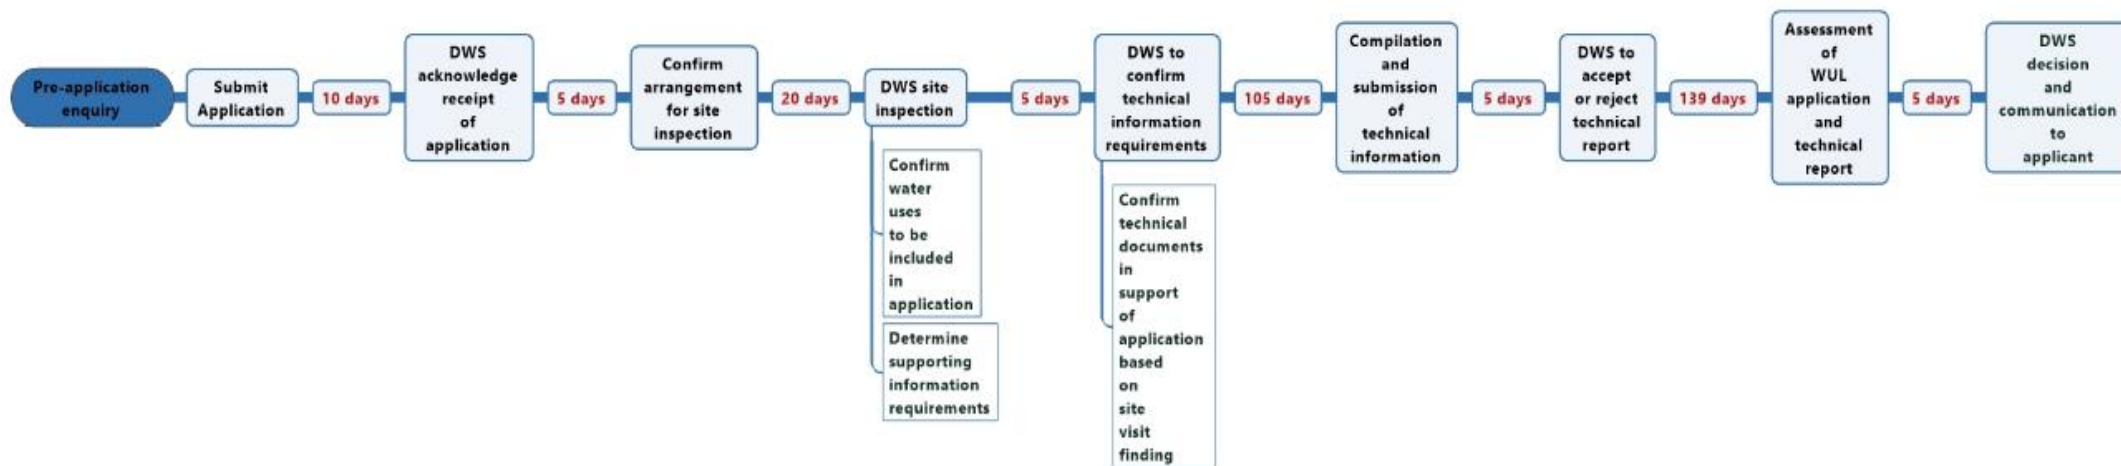 Pre-application
enquiry
Submit
Application
10 days
DWS
acknowledge
receipt
of
application
5 days
Confirm
arrangement
for site
inspection
20 days
DWS site
inspection
Confirm
water
uses
to be
included
in
application
Determine
supporting
information
requirements
5 days
DWS to
confirm
technical
information
requirements
Confirm
technical
documents
in
support
of
application
based
on
site
visit
finding
105 days
Compilation
and
submission
of
technical
information
5 days
DWS to
accept
or reject
technical
report
139 days
Assessment
of
WUL
application
and
technical
report
5 days
DWS
decision
and
communication
to
applicant